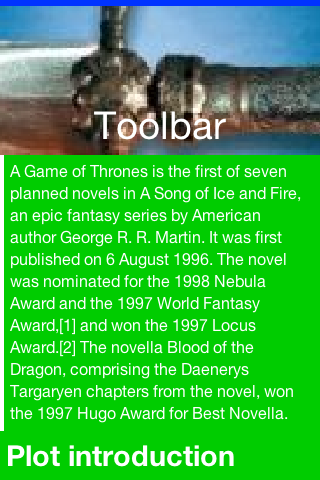 Toolbar
A Game of Thrones is the first of seven
planned novels in A Song of Ice and Fire,
an epic fantasy series by American
author George R. R. Martin. It was first
published on 6 August 1996. The novel
was nominated for the 1998 Nebula
Award and the 1997 World Fantasy
Award,[1] and won the 1997 Locus
Award.[2] The novella Blood of the
Dragon, comprising the Daenerys
Targaryen chapters from the novel, won
the 1997 Hugo Award for Best Novella.
Plot introduction